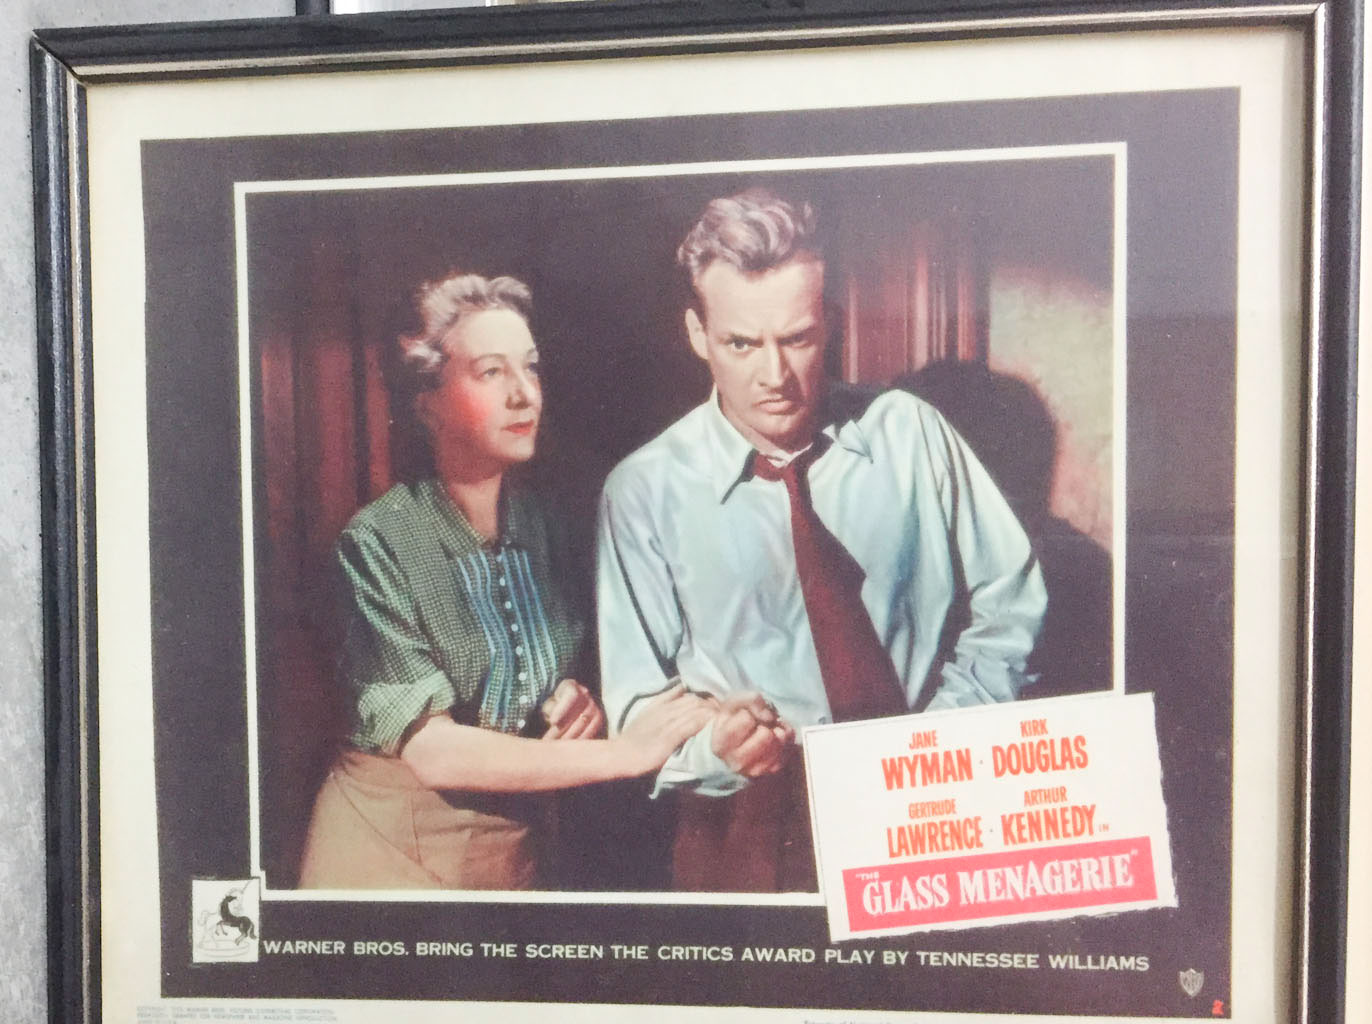 JANE KIRK
WYMAN · DOUGLAS
GERTRUDE ARTHUR
LAWRENCE · KENNEDY IN
"THE
GLASS MENAGERIE"
WARNER BROS. BRING THE SCREEN THE CRITICS AWARD PLAY BY TENNESSEE WILLIAMS